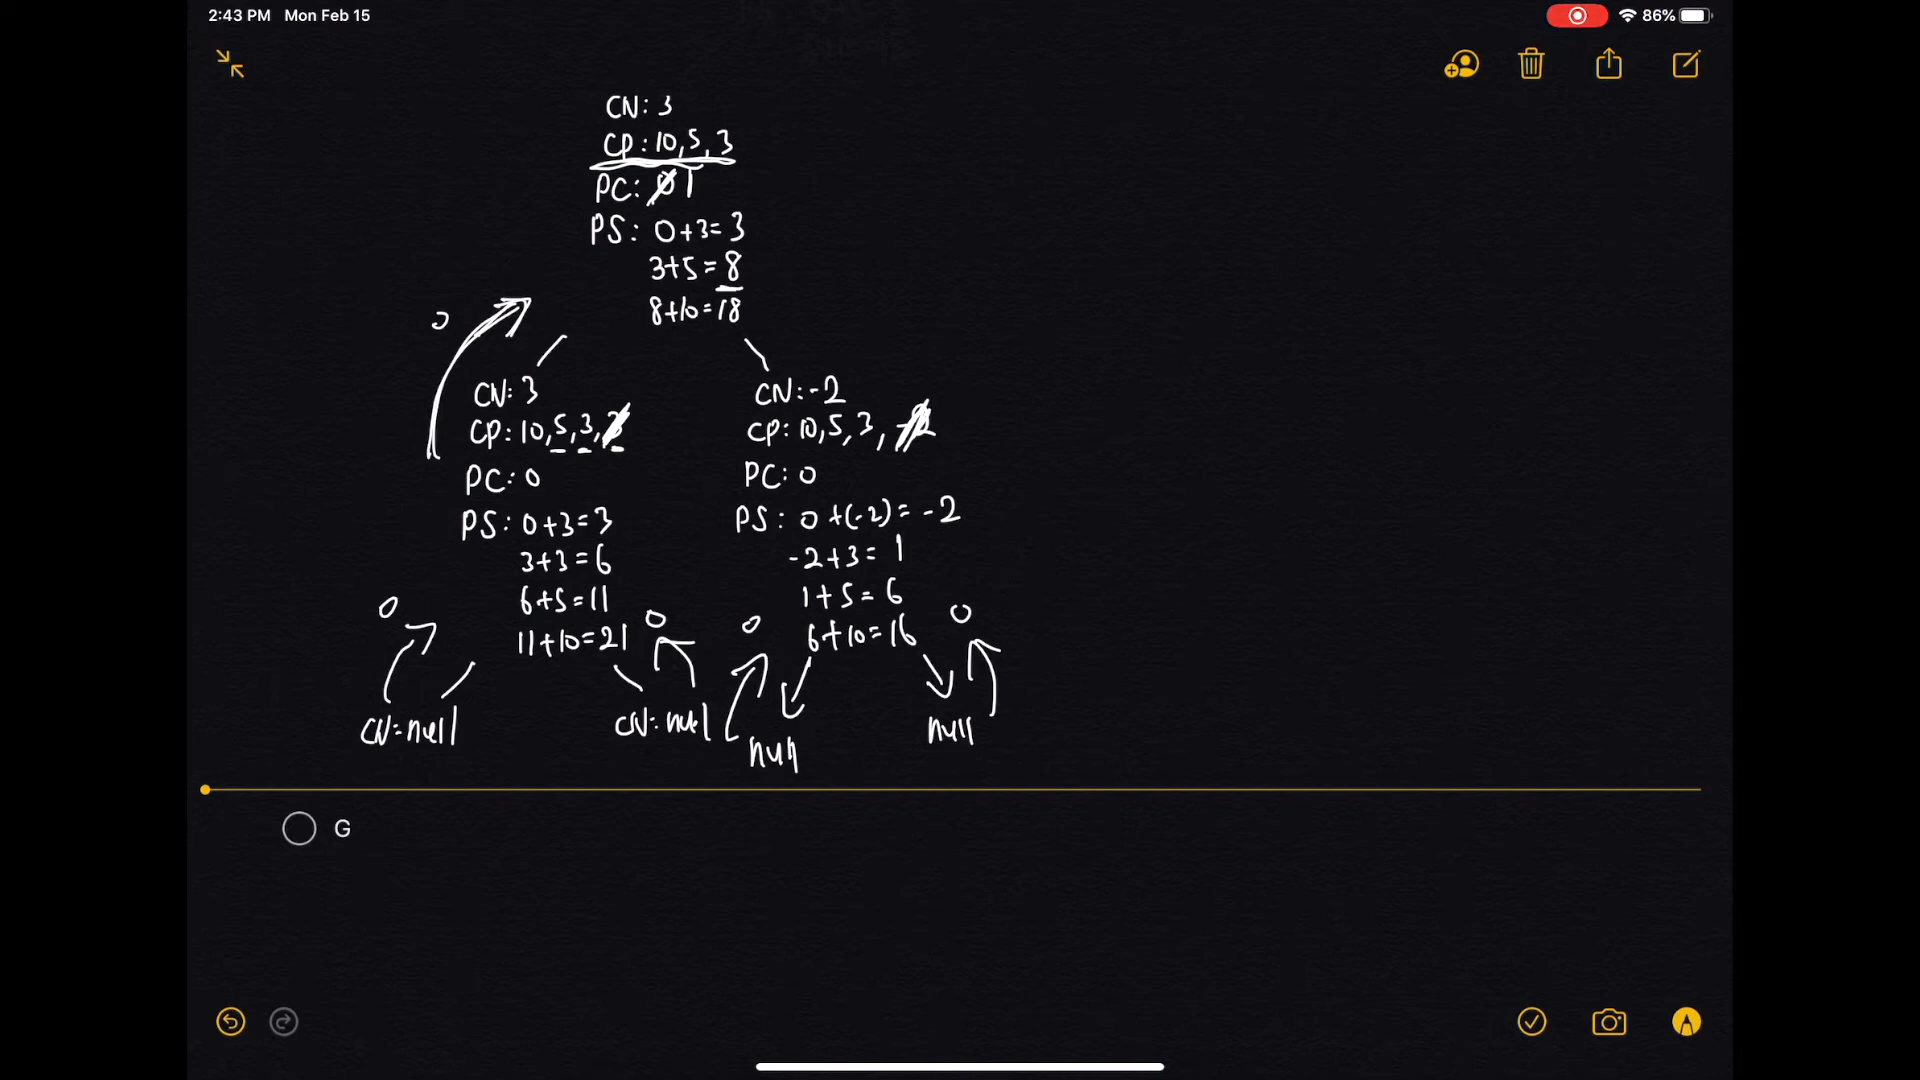 2:43 PM Mon Feb 15
86%
CN: 3
CP: 10, 5, 3
PC: 0 1
PS: 0+3=3
3+5=8
8+10=18
0
CN: 3
CP: 10, 5, 3, 3
PC: 0
PS: 0+3=3
3+3=6
6+5=11
11+10=21
0
0
CN: null
CN: null
CN: -2
CP: 10, 5, 3, -2
PC: 0
PS: 0+(-2)=-2
-2+3=1
1+5=6
6+10=16
0
0
null
null
G